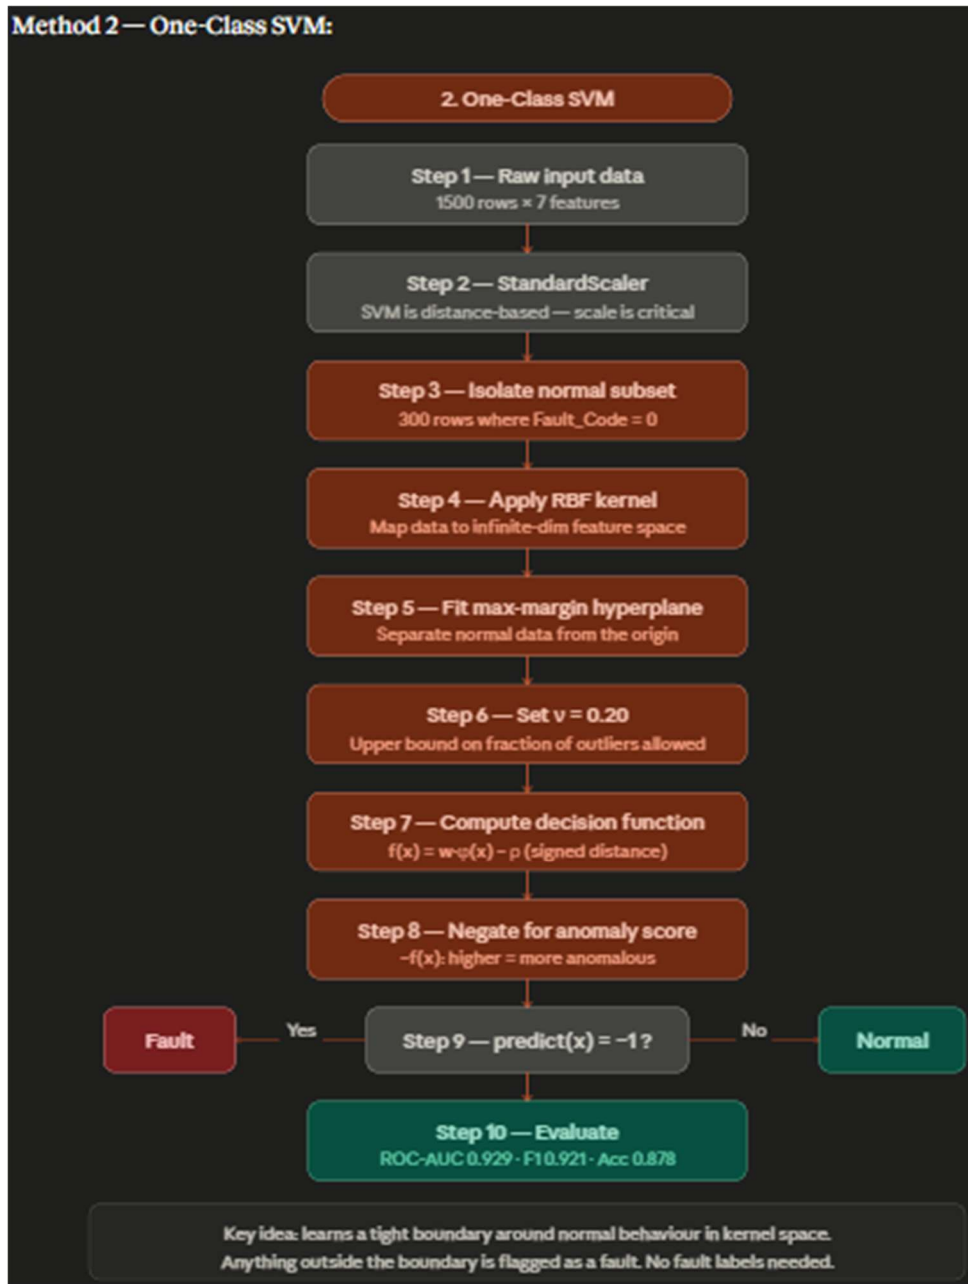 Method 2 — One-Class SVM:
2. One-Class SVM
Step 1 — Raw input data
1500 rows × 7 features
Step 2 — StandardScaler
SVM is distance-based — scale is critical
Step 3 — Isolate normal subset
300 rows where Fault_Code = 0
Step 4 — Apply RBF kernel
Map data to infinite-dim feature space
Step 5 — Fit max-margin hyperplane
Separate normal data from the origin
Step 6 — Set ν = 0.20
Upper bound on fraction of outliers allowed
Step 7 — Compute decision function
f(x) = w·φ(x) − ρ (signed distance)
Step 8 — Negate for anomaly score
−f(x): higher = more anomalous
Fault
Yes
Step 9 — predict(x) = −1 ?
No
Normal
Step 10 — Evaluate
ROC-AUC 0.929 · F1 0.921 · Acc 0.878
Key idea: learns a tight boundary around normal behaviour in kernel space.
Anything outside the boundary is flagged as a fault. No fault labels needed.